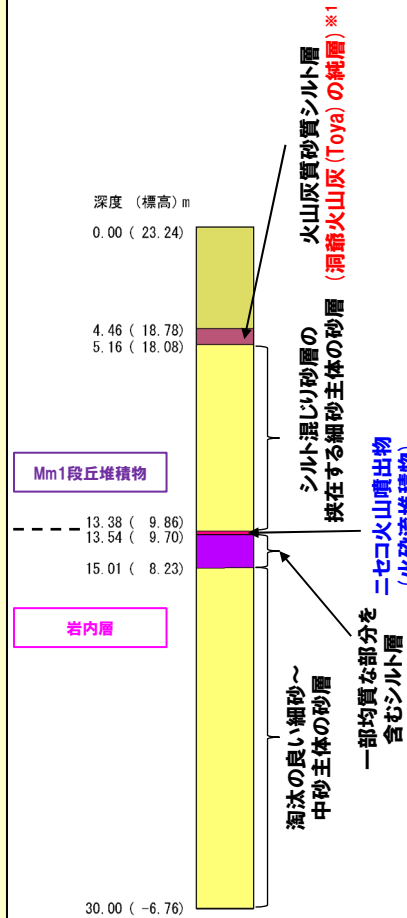 深度 (標高) m
0.00 ( 23.24)
4.46 ( 18.78)
5.16 ( 18.08)
13.38 ( 9.86)
13.54 ( 9.70)
15.01 ( 8.23)
30.00 ( -6.76)
Mm1段丘堆積物
岩内層
火山灰質砂質シルト層
(洞爺火山灰(Toya)の純層)※1
シルト混じり砂層の
挟在する細砂主体の砂層
ニセコ火山噴出物
(火砕流堆積物)
一部均質な部分を
含むシルト層
淘汰の良い細砂~
中砂主体の砂層